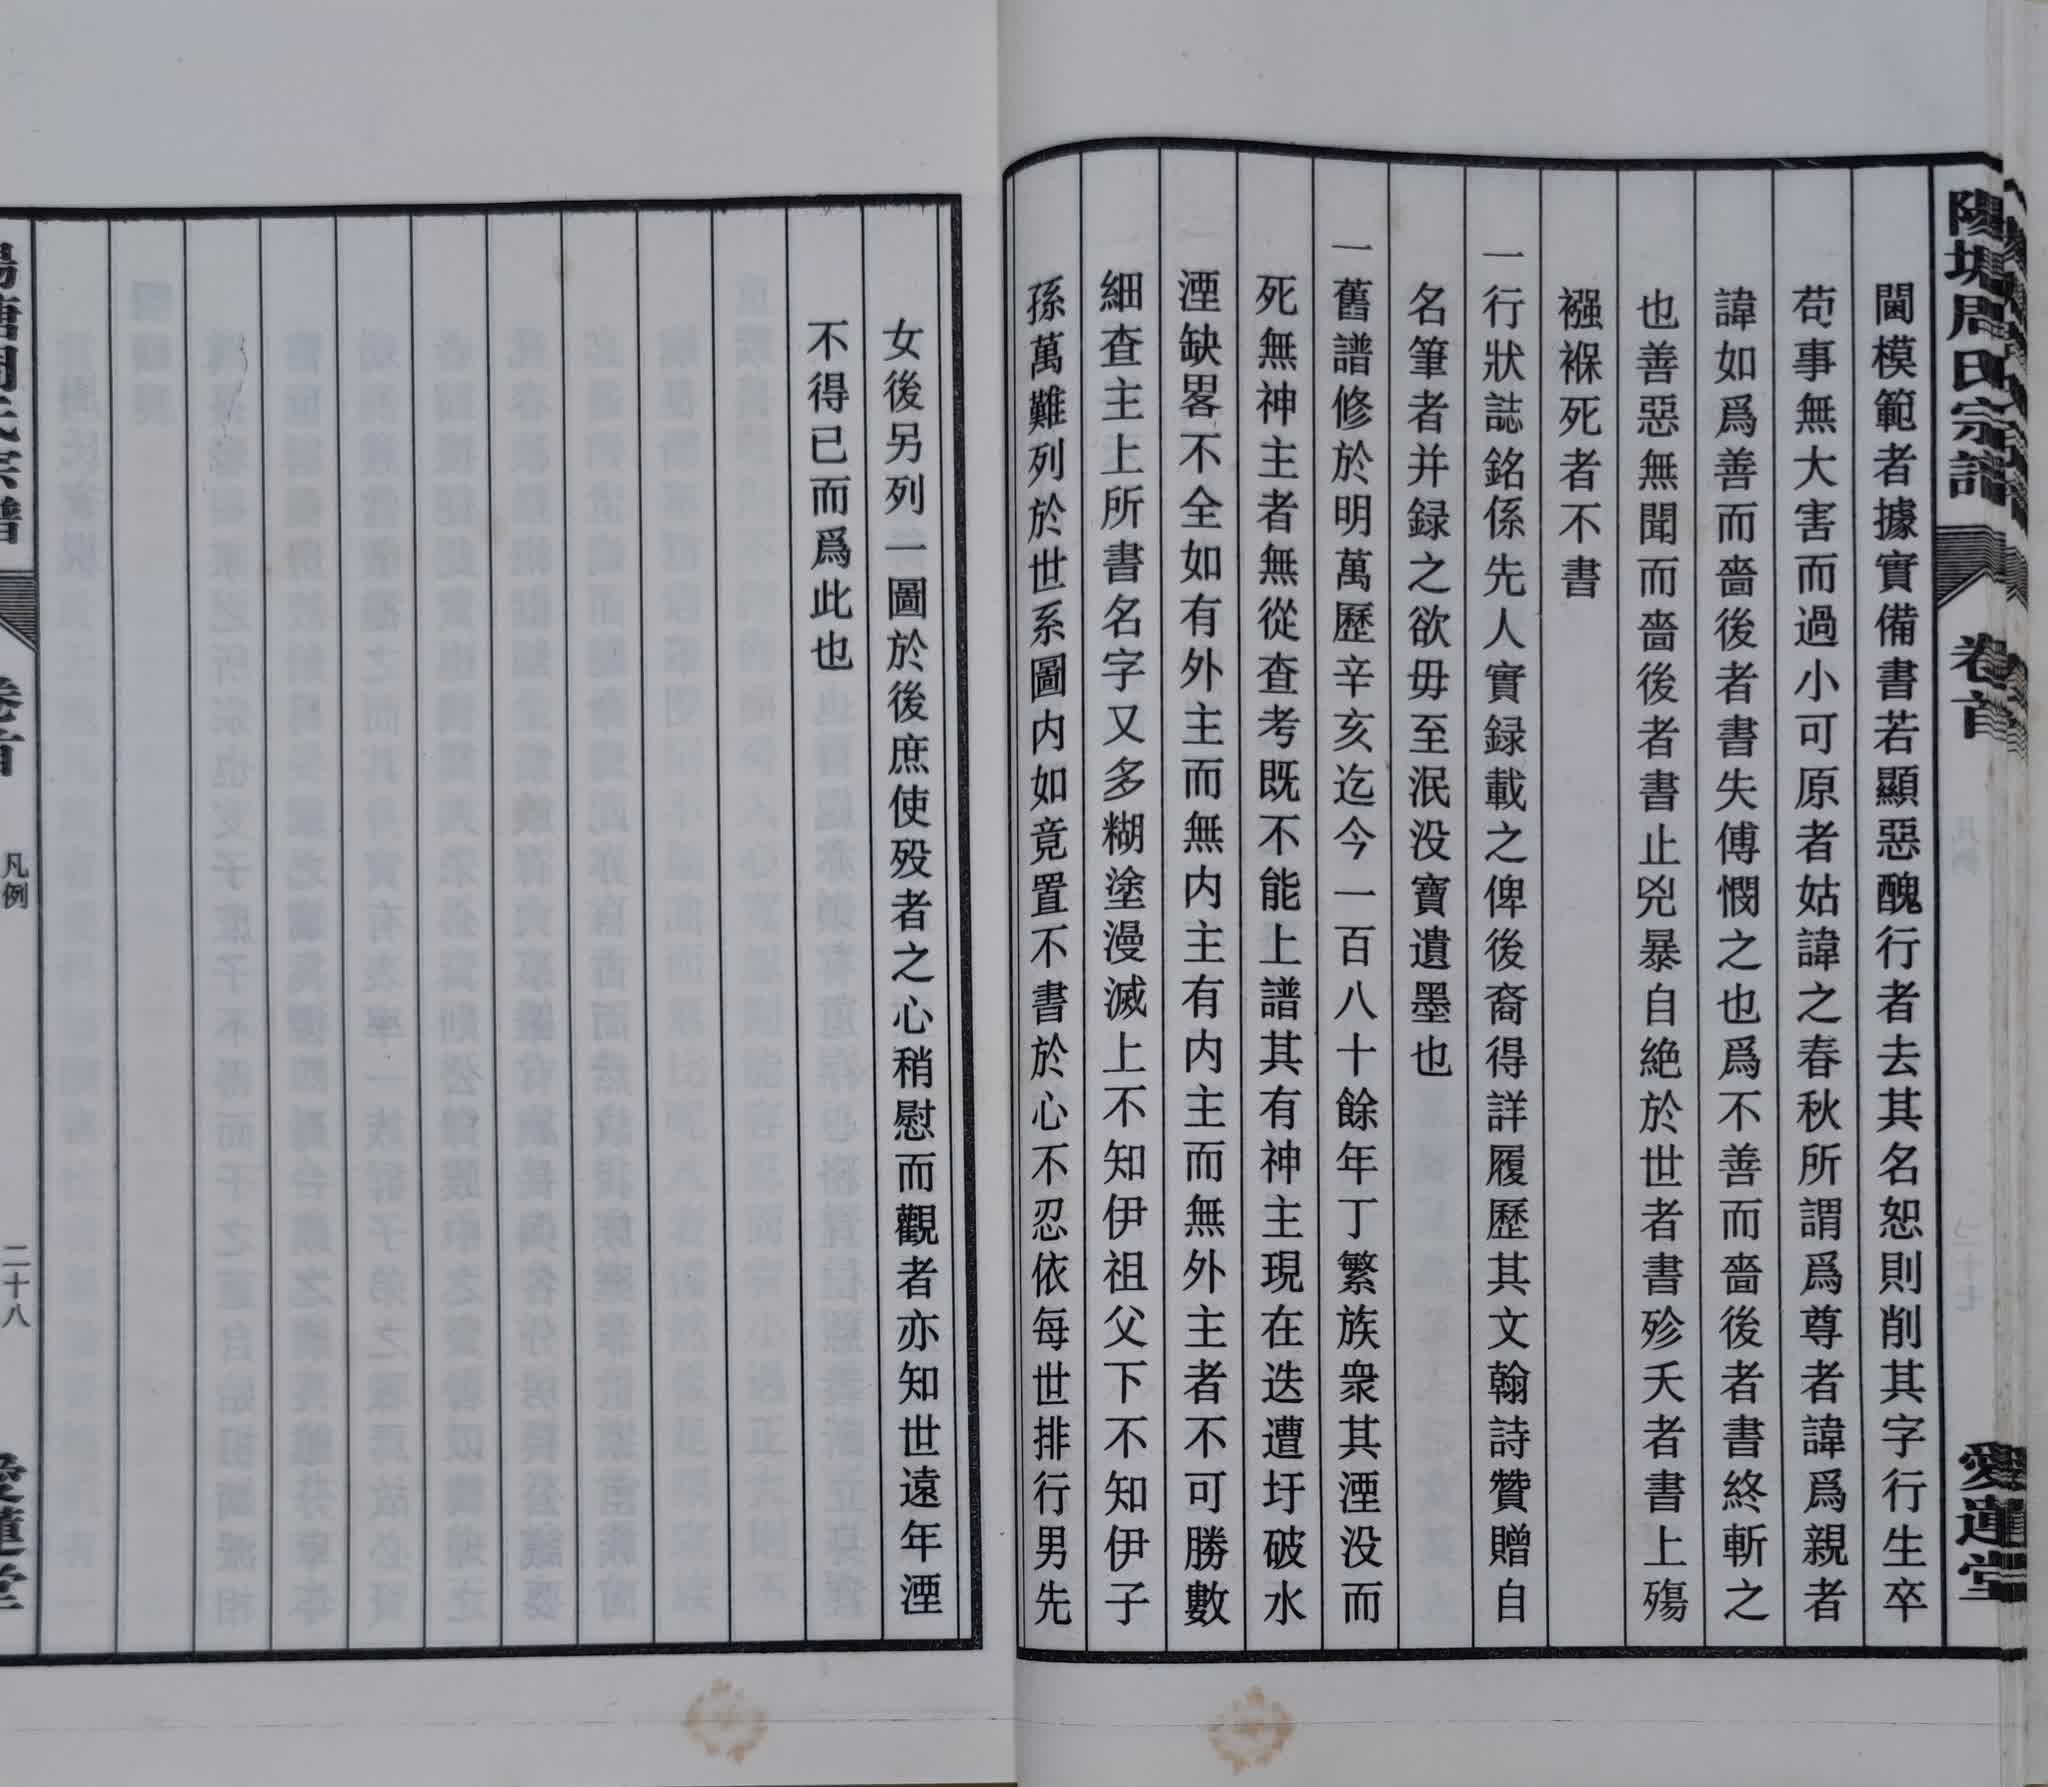 陽塘周氏宗譜 卷首 愛蓮堂
閫模範者據實備書若顯惡醜行者去其名恕則削其字行生卒
苟事無大害而過小可原者姑諱之春秋所謂爲尊者諱爲親者
諱如爲善而嗇後者書失傅憫之也爲不善而嗇後者書終斬之
也善惡無聞而嗇後者書止兇暴自絶於世者書殄夭者書上殤
襁褓死者不書
一行狀誌銘係先人實録載之俾後裔得詳履歷其文翰詩贊贈自
名筆者并録之欲毋至泯没寶遺墨也
一舊譜修於明萬歷辛亥迄今一百八十餘年丁繁族衆其湮没而
死無神主者無從查考既不能上譜其有神主現在迭遭圩破水
湮缺畧不全如有外主而無内主有内主而無外主者不可勝數
細查主上所書名字又多糊塗漫滅上不知伊祖父下不知伊子
孫萬難列於世系圖内如竟置不書於心不忍依每世排行男先
女後另列一圖於後庶使殁者之心稍慰而觀者亦知世遠年湮
不得已而爲此也
陽塘周氏宗譜 卷首 凡例 二十八 愛蓮堂